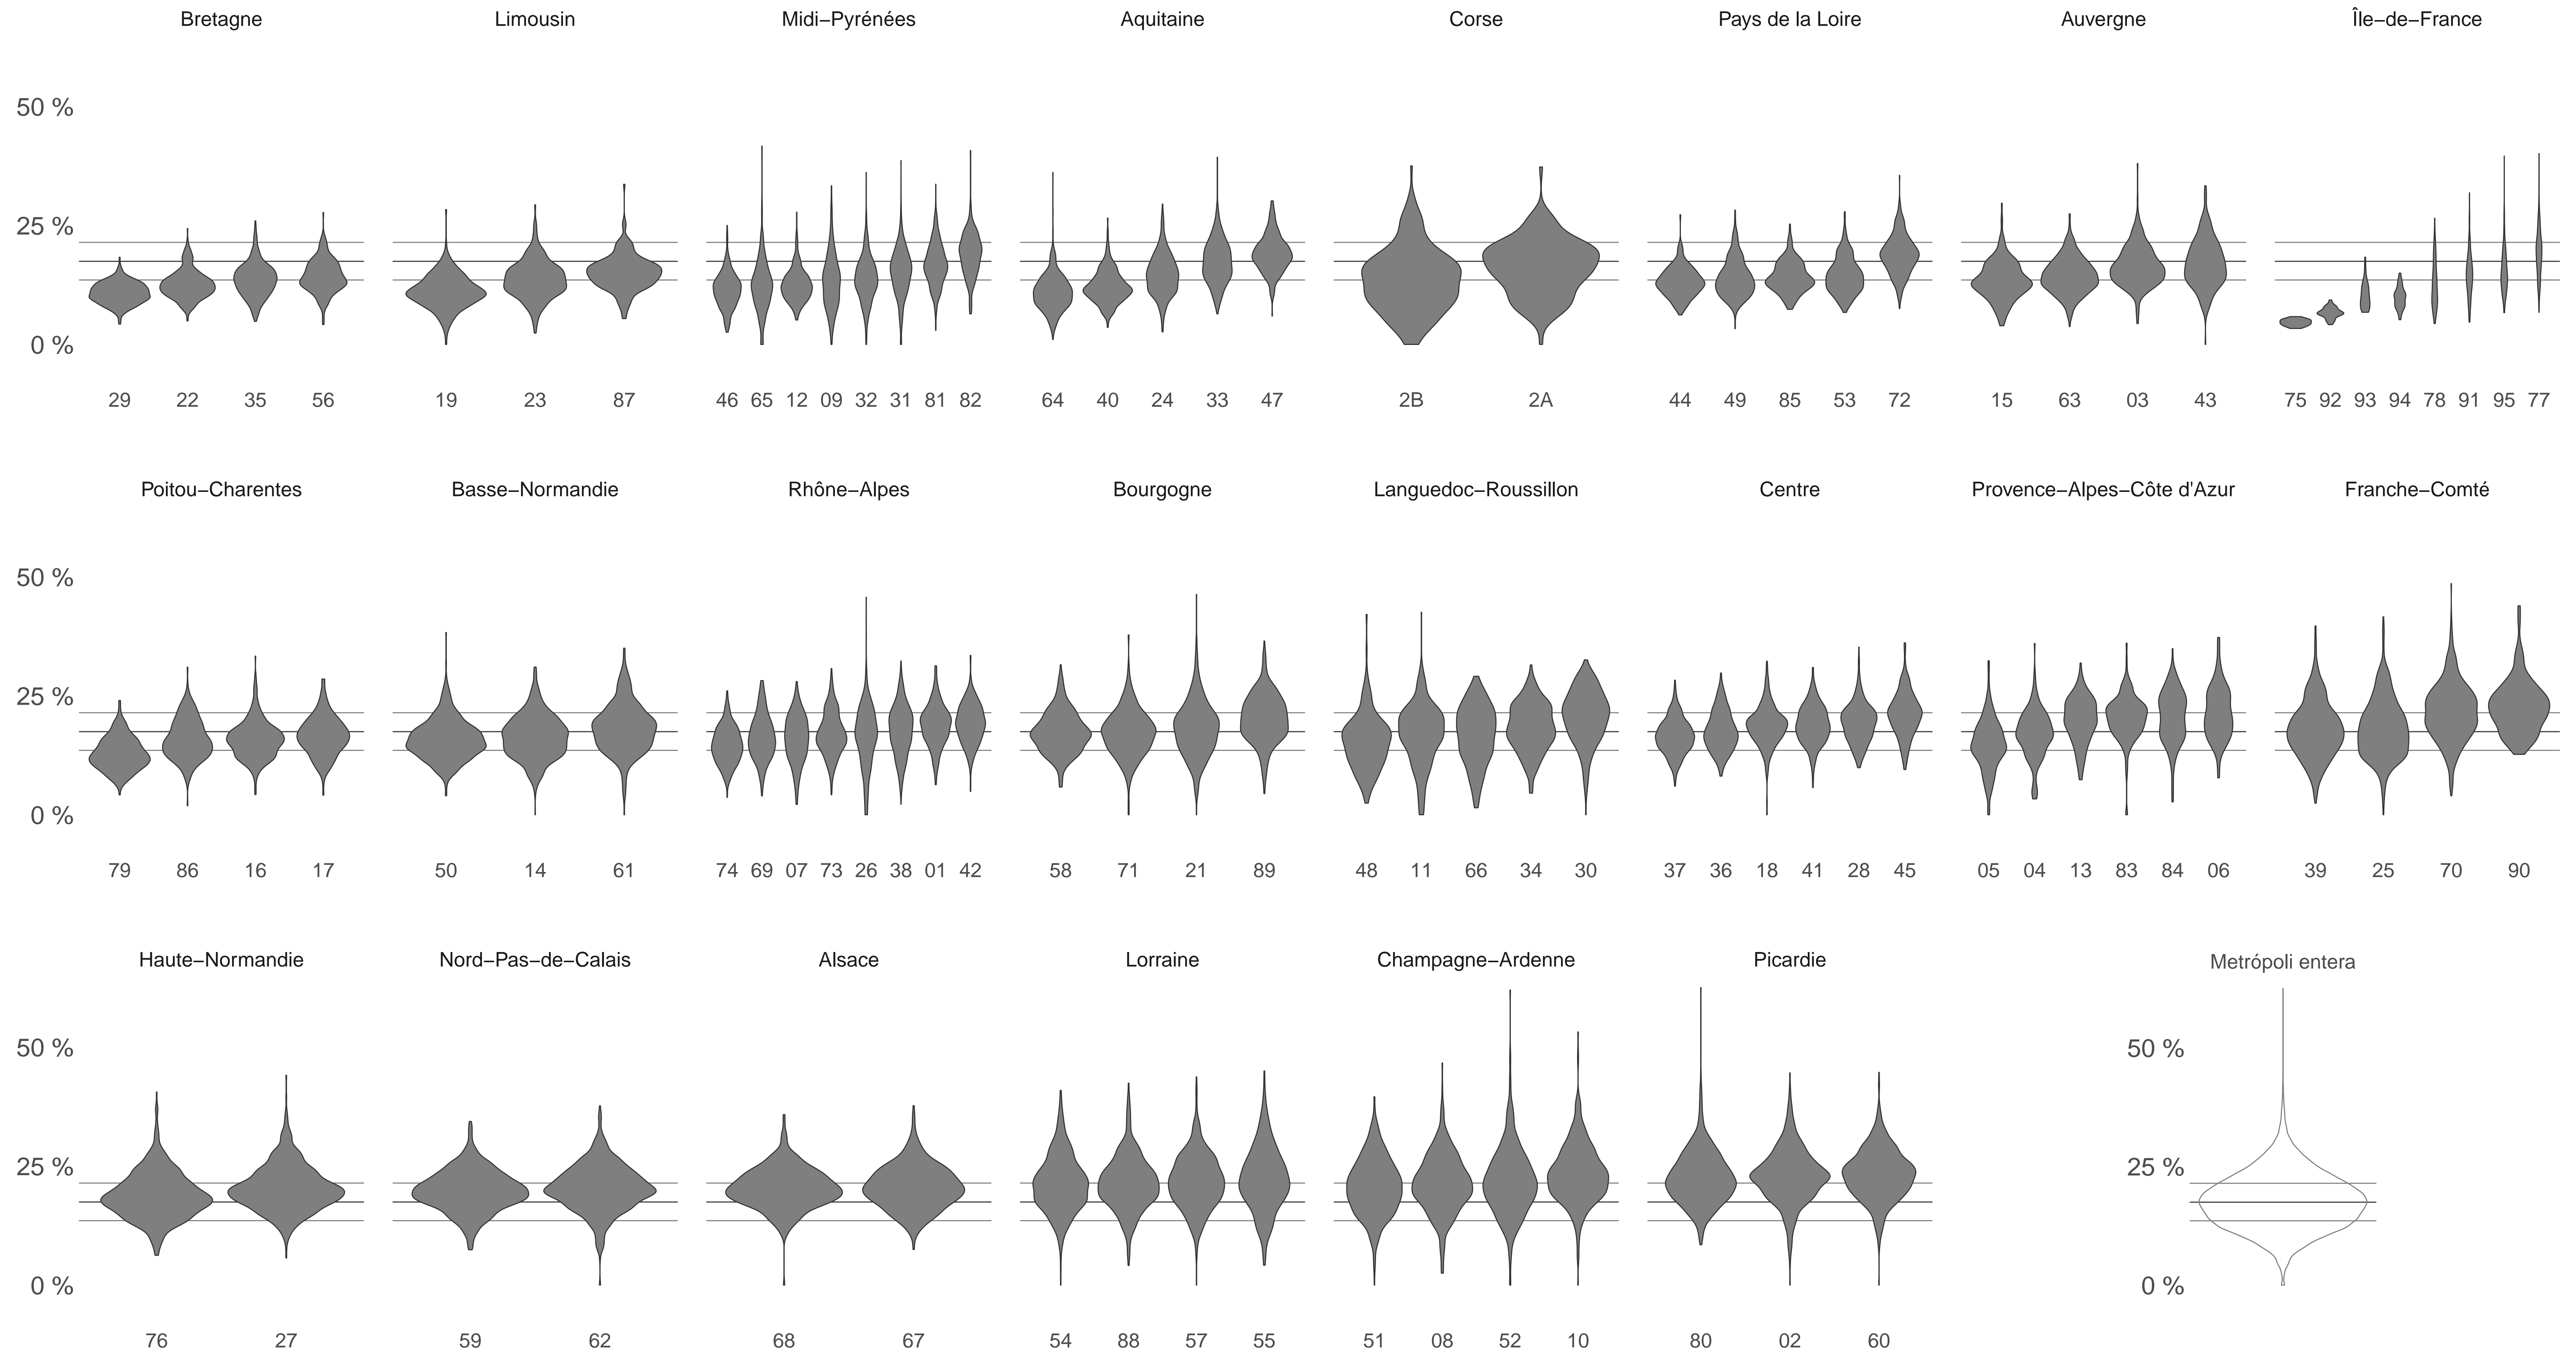 Bretagne Limousin Midi−Pyrénées Aquitaine Corse Pays de la Loire Auvergne Île−de−France
50 %
25 %
0 %
29 22 35 56 19 23 87 46 65 12 09 32 31 81 82 64 40 24 33 47 2B 2A 44 49 85 53 72 15 63 03 43 75 92 93 94 78 91 95 77
Poitou−Charentes Basse−Normandie Rhône−Alpes Bourgogne Languedoc−Roussillon Centre Provence−Alpes−Côte d'Azur Franche−Comté
50 %
25 %
0 %
79 86 16 17 50 14 61 74 69 07 73 26 38 01 42 58 71 21 89 48 11 66 34 30 37 36 18 41 28 45 05 04 13 83 84 06 39 25 70 90
Haute−Normandie Nord−Pas−de−Calais Alsace Lorraine Champagne−Ardenne Picardie Metrópoli entera
50 % 50 %
25 % 25 %
0 % 0 %
76 27 59 62 68 67 54 88 57 55 51 08 52 10 80 02 60